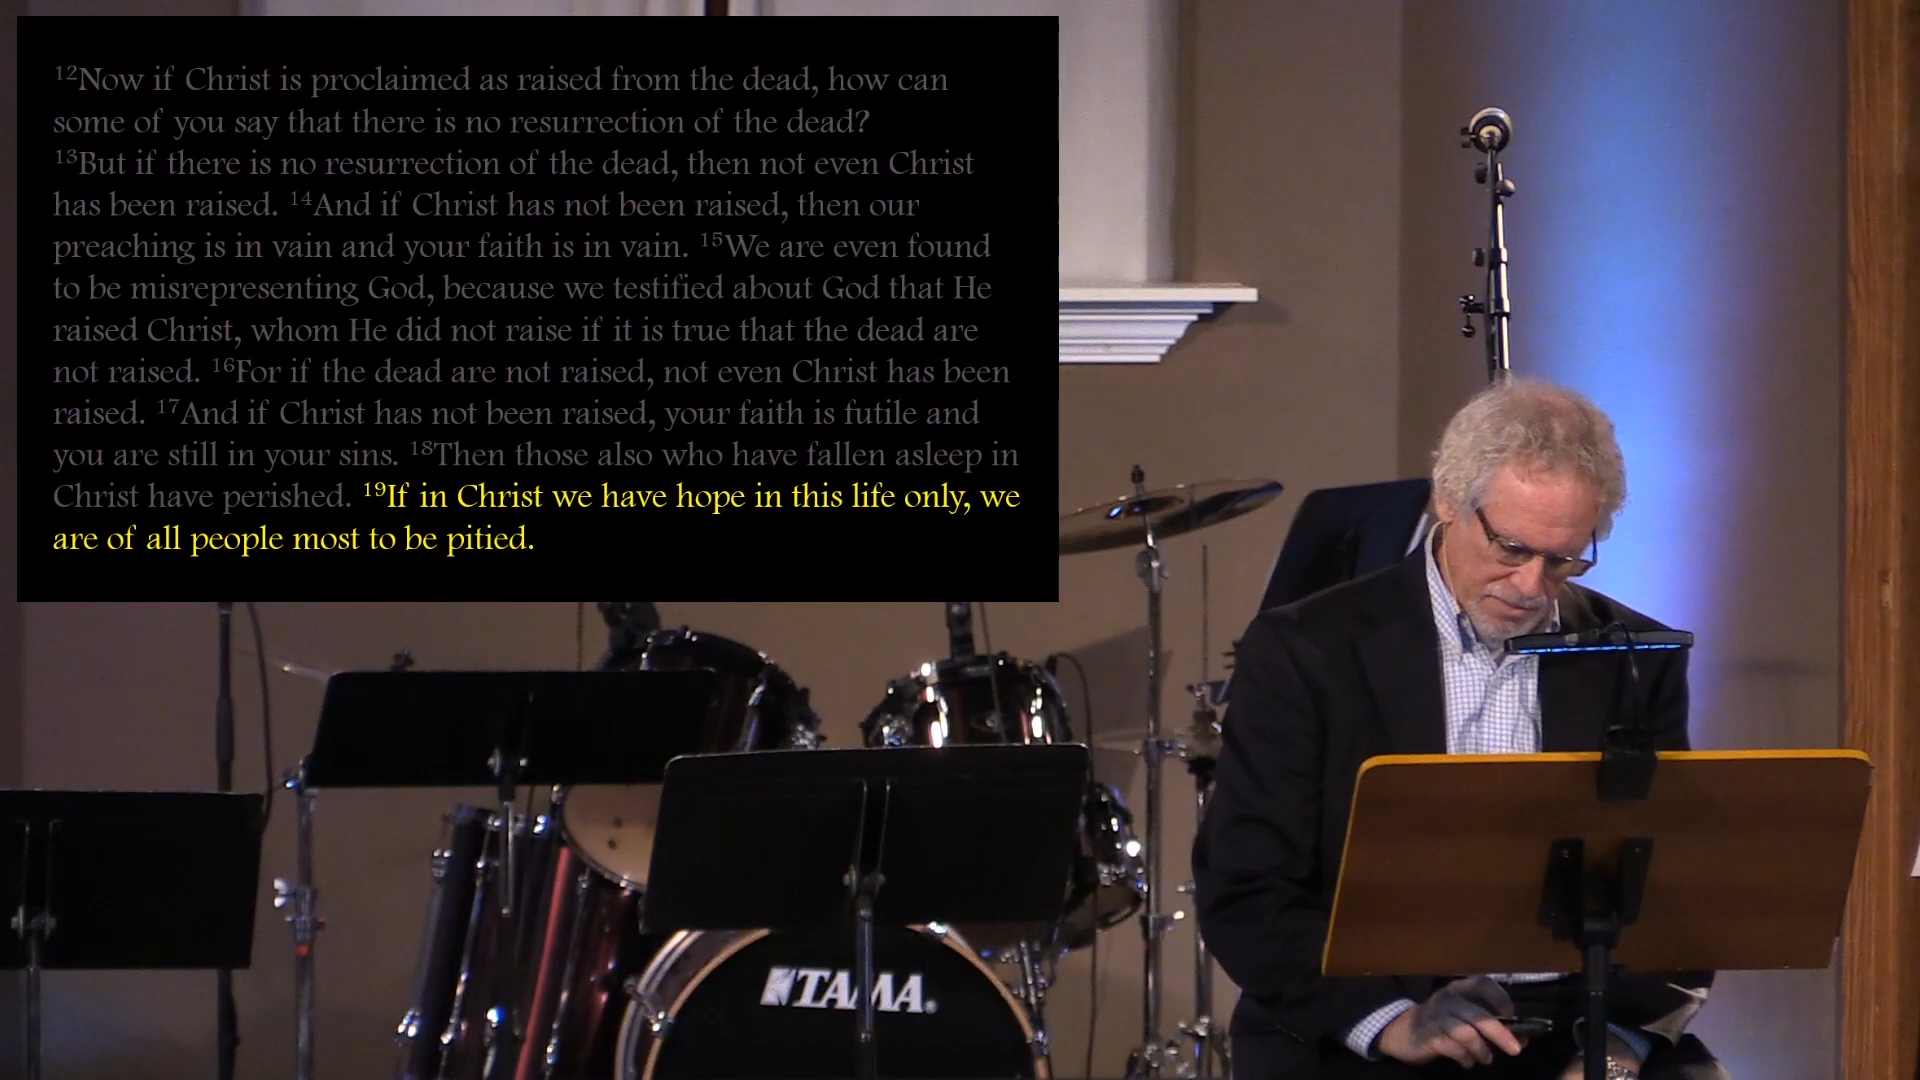 ¹²Now if Christ is proclaimed as raised from the dead, how can
some of you say that there is no resurrection of the dead?
¹³But if there is no resurrection of the dead, then not even Christ
has been raised. ¹⁴And if Christ has not been raised, then our
preaching is in vain and your faith is in vain. ¹⁵We are even found
to be misrepresenting God, because we testified about God that He
raised Christ, whom He did not raise if it is true that the dead are
not raised. ¹⁶For if the dead are not raised, not even Christ has been
raised. ¹⁷And if Christ has not been raised, your faith is futile and
you are still in your sins. ¹⁸Then those also who have fallen asleep in
Christ have perished. ¹⁹If in Christ we have hope in this life only, we
are of all people most to be pitied.
TAMA